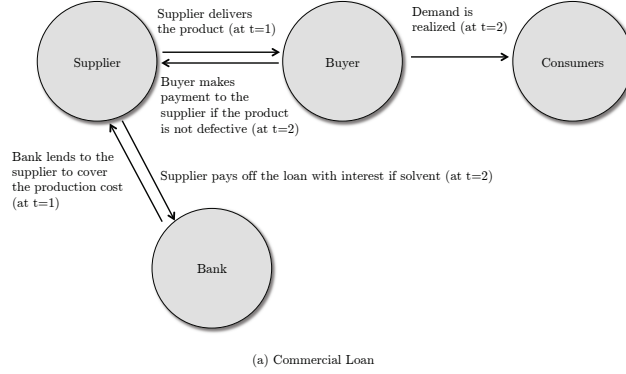 Supplier delivers
the product (at t=1)
Demand is
realized (at t=2)
Supplier
Buyer
Consumers
Buyer makes
payment to the
supplier if the product
is not defective (at t=2)
Bank lends to the
supplier to cover
the production cost
(at t=1)
Supplier pays off the loan with interest if solvent (at t=2)
Bank
(a) Commercial Loan